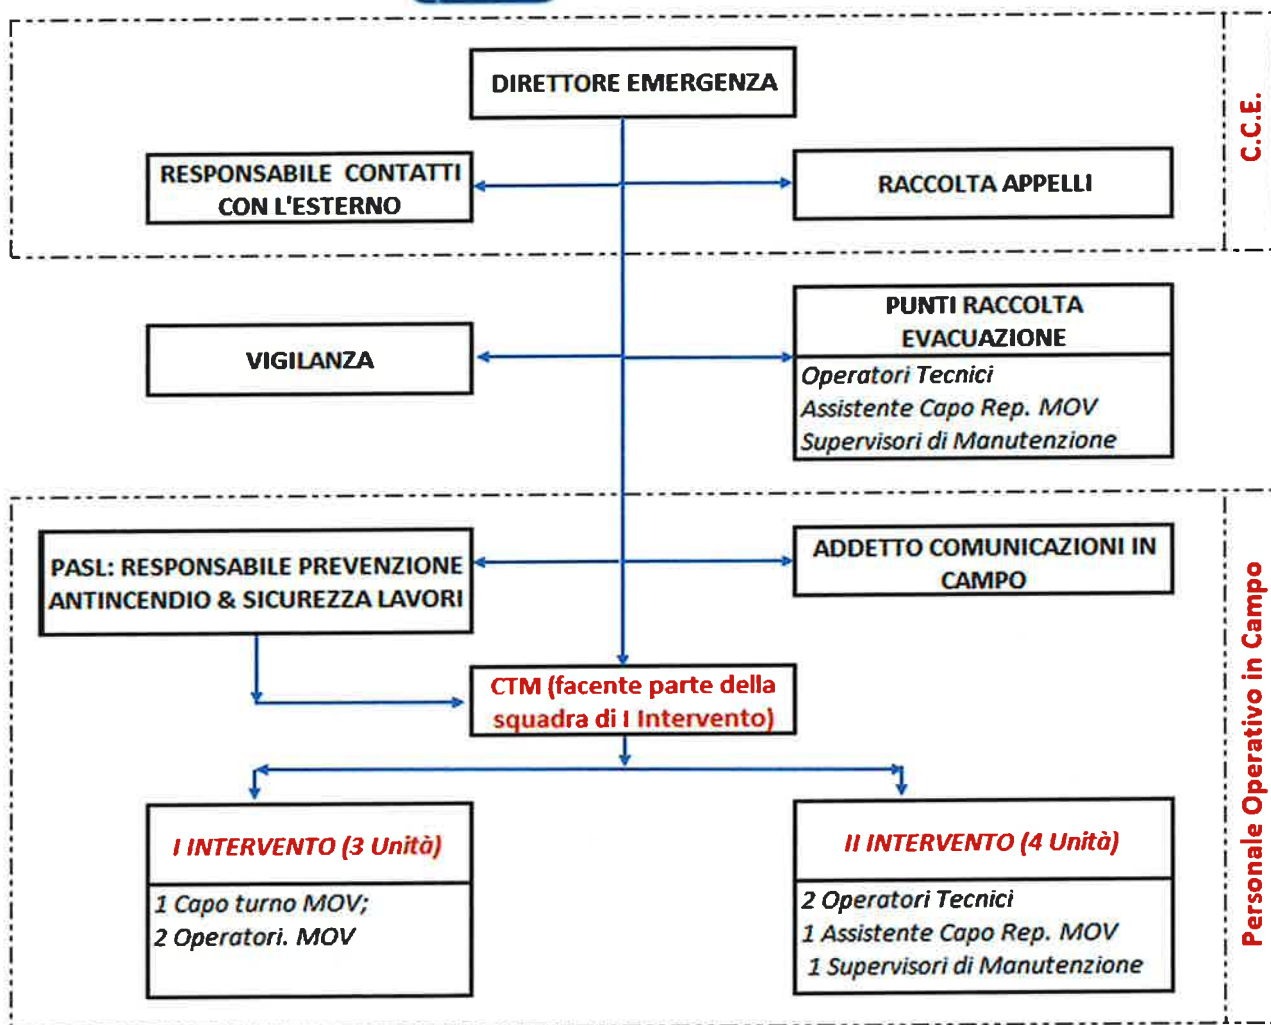 DIRETTORE EMERGENZA
C.C.E.
RESPONSABILE CONTATTI
CON L'ESTERNO
RACCOLTA APPELLI
VIGILANZA
PUNTI RACCOLTA
EVACUAZIONE
Operatori Tecnici
Assistente Capo Rep. MOV
Supervisori di Manutenzione
PASL: RESPONSABILE PREVENZIONE
ANTINCENDIO & SICUREZZA LAVORI
ADDETTO COMUNICAZIONI IN
CAMPO
Personale Operativo in Campo
CTM (facente parte della
squadra di I Intervento)
I INTERVENTO (3 Unità)
1 Capo turno MOV;
2 Operatori. MOV
II INTERVENTO (4 Unità)
2 Operatori Tecnici
1 Assistente Capo Rep. MOV
1 Supervisori di Manutenzione